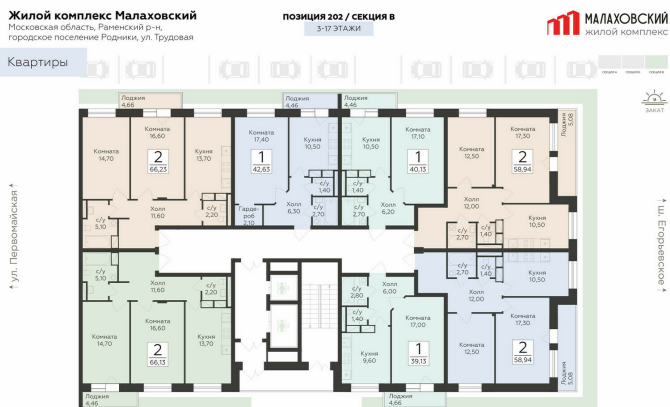 Жилой комплекс Малаховский
Московская область, Раменский р-н,
городское поселение Родники, ул. Трудовая
ПОЗИЦИЯ 202 / СЕКЦИЯ В
3-17 ЭТАЖИ
МАЛАХОВСКИЙ
жилой комплекс
Квартиры
ЗАКАТ
ул. Первомайская
ш. Егорьевское
Лоджия
4,66
Комната
14,70
Комната
16,60
Кухня
13,70
2
66,23
Холл
11,60
с/у
5,10
с/у
2,20
Лоджия
4,46
Комната
17,40
Кухня
10,50
1
42,63
с/у
1,40
с/у
2,70
Холл
6,30
Гарде-
роб
2,10
Лоджия
4,46
Кухня
10,50
Комната
17,10
1
40,13
с/у
1,40
с/у
2,70
Холл
6,20
Комната
12,50
Комната
17,30
2
58,94
Лоджия
5,08
Холл
12,00
с/у
2,70
с/у
1,40
Кухня
10,50
с/у
5,10
Холл
11,60
с/у
2,20
Комната
14,70
Комната
16,60
Кухня
13,70
2
66,13
Лоджия
4,46
с/у
2,80
с/у
1,40
Холл
6,00
Кухня
9,60
Комната
17,00
1
39,13
Лоджия
4,66
с/у
2,70
с/у
1,40
Кухня
10,50
Холл
12,00
Комната
12,50
Комната
17,30
2
58,94
Лоджия
5,08